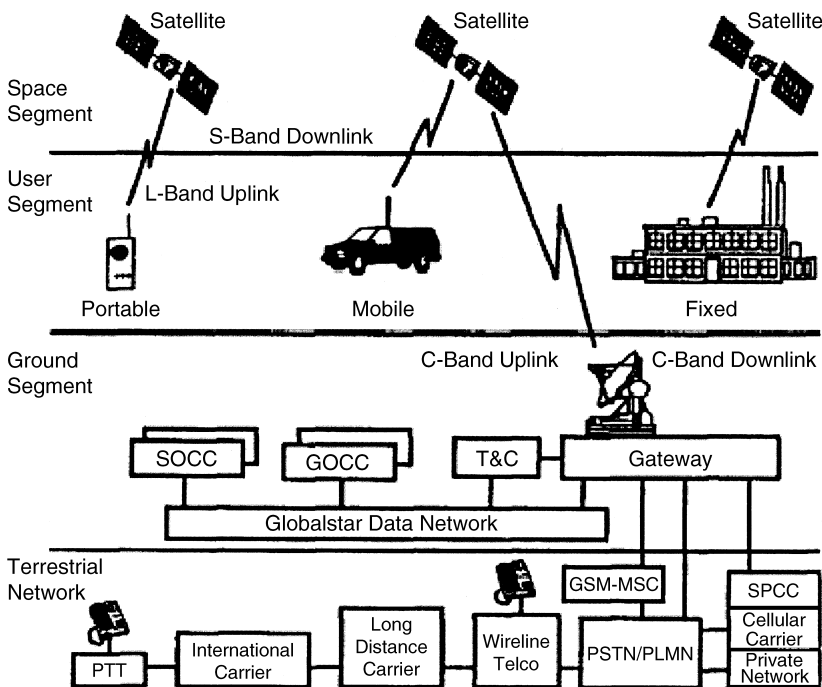 Satellite
Satellite
Satellite
Space
Segment
S-Band Downlink
User
Segment
L-Band Uplink
Portable
Mobile
Fixed
Ground
Segment
C-Band Uplink
C-Band Downlink
SOCC
GOCC
T&C
Gateway
Globalstar Data Network
Terrestrial
Network
GSM-MSC
SPCC
PTT
International
Carrier
Long
Distance
Carrier
Wireline
Telco
PSTN/PLMN
Cellular
Carrier
Private
Network